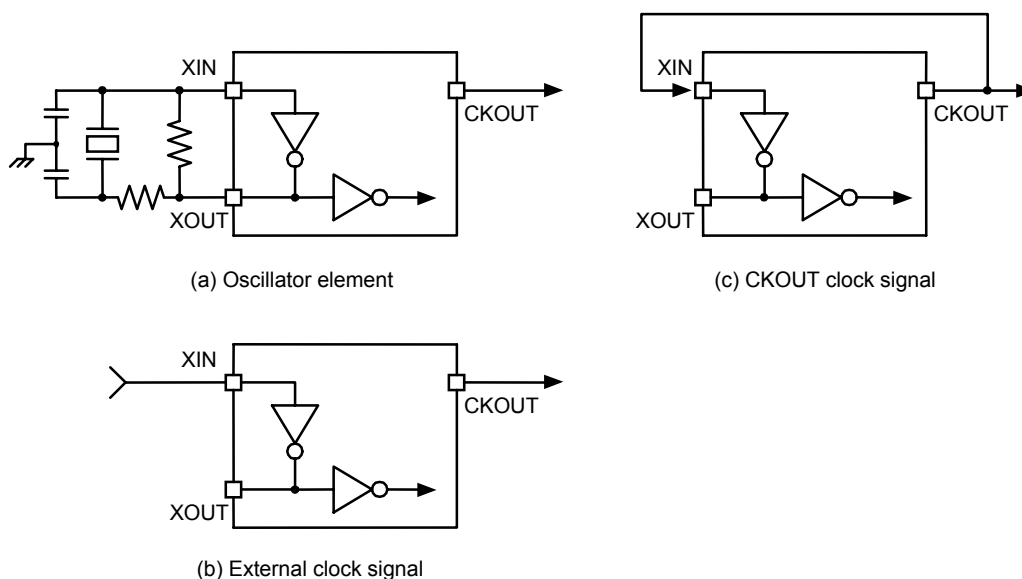 XIN
CKOUT
XOUT
(a) Oscillator element
XIN
CKOUT
XOUT
(c) CKOUT clock signal
XIN
CKOUT
XOUT
(b) External clock signal